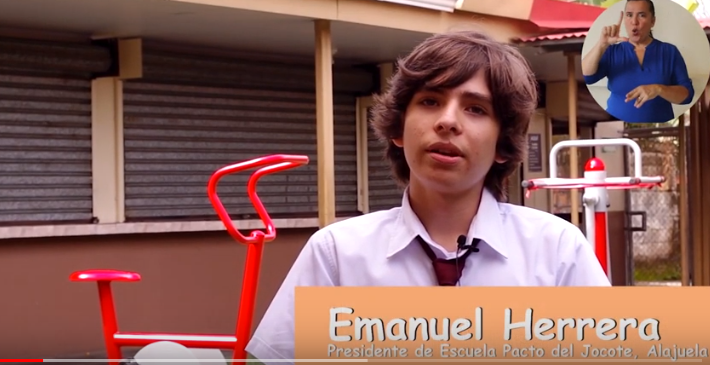 Emanuel Herrera
Presidente de Escuela Pacto del Jocote, Alajuela